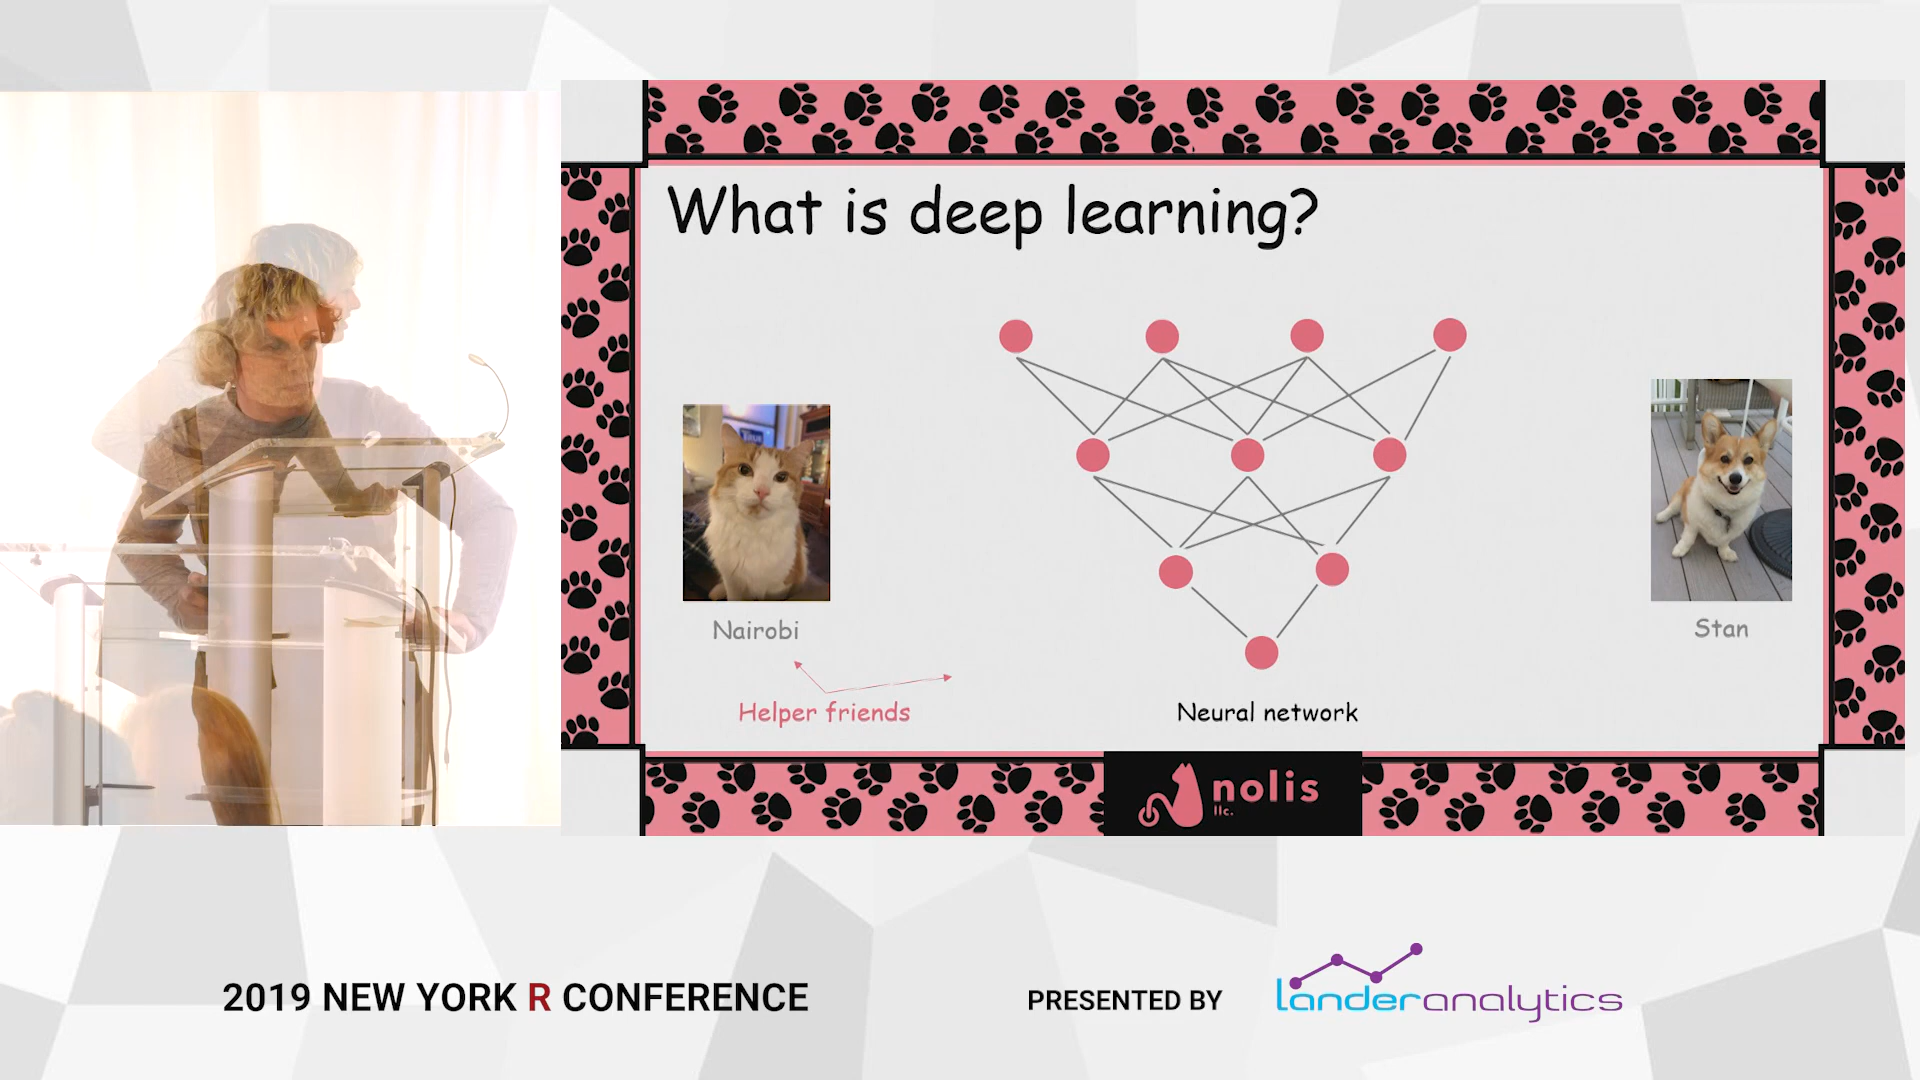 What is deep learning?
Nairobi
Stan
Helper friends
Neural network
nolis
llc.
2019 NEW YORK R CONFERENCE
PRESENTED BY
landeranalytics